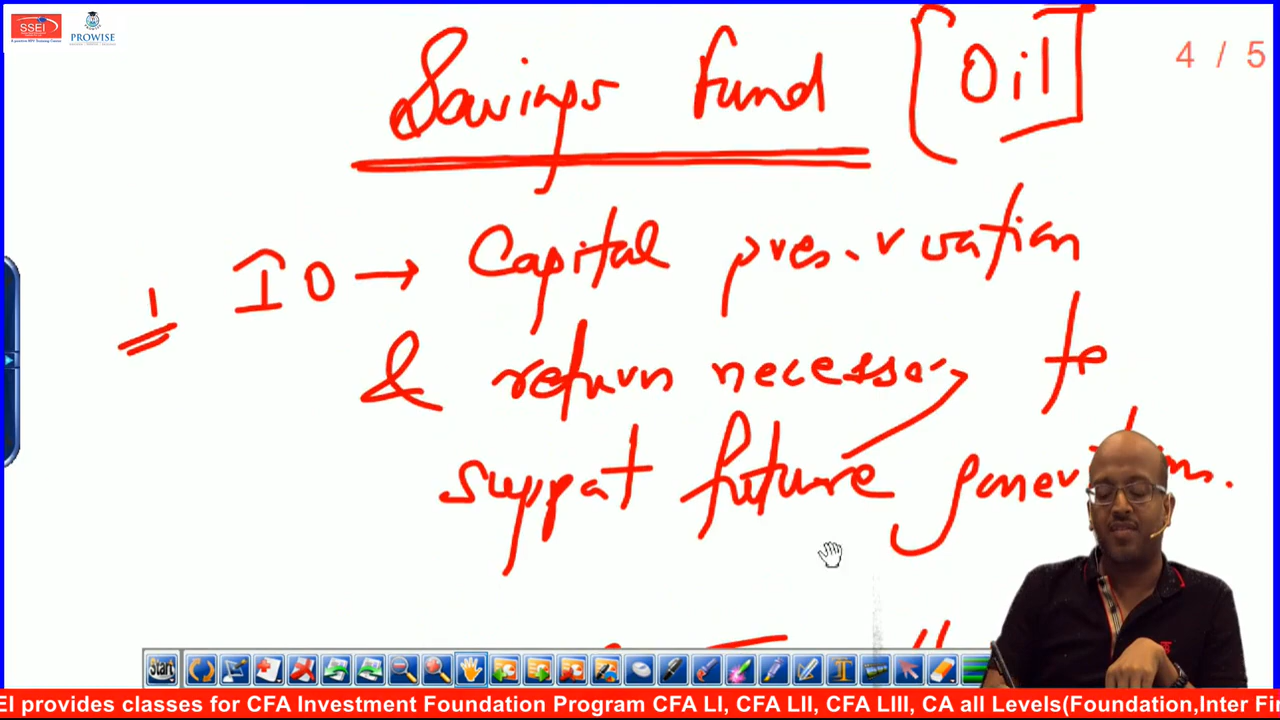 SSEI
PROWISE
4 / 5
Savings Fund [Oil]
1 IO → Capital preservation
& return necessary to
support future generations.
Start
EI provides classes for CFA Investment Foundation Program CFA LI, CFA LII, CFA LIII, CA all Levels(Foundation,Inter Fi